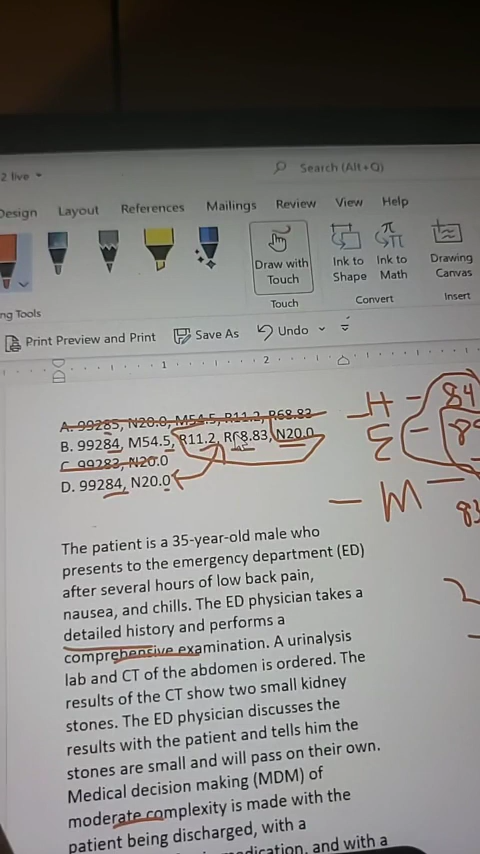 2 live
Search (Alt+Q)
Design Layout References Mailings Review View Help
Draw with Touch
Ink to Shape
Ink to Math
Drawing Canvas
ng Tools
Touch
Convert
Insert
Print Preview and Print Save As Undo
1 2
A. 99285, N20.0, M54.5, R11.2, R68.83
B. 99284, M54.5, R11.2, R68.83, N20.0
C. 99283, N20.0
D. 99284, N20.0
H - 84
E
- M - 83
The patient is a 35-year-old male who
presents to the emergency department (ED)
after several hours of low back pain,
nausea, and chills. The ED physician takes a
detailed history and performs a
comprehensive examination. A urinalysis
lab and CT of the abdomen is ordered. The
results of the CT show two small kidney
stones. The ED physician discusses the
results with the patient and tells him the
stones are small and will pass on their own.
Medical decision making (MDM) of
moderate complexity is made with the
patient being discharged, with a
medication, and with a